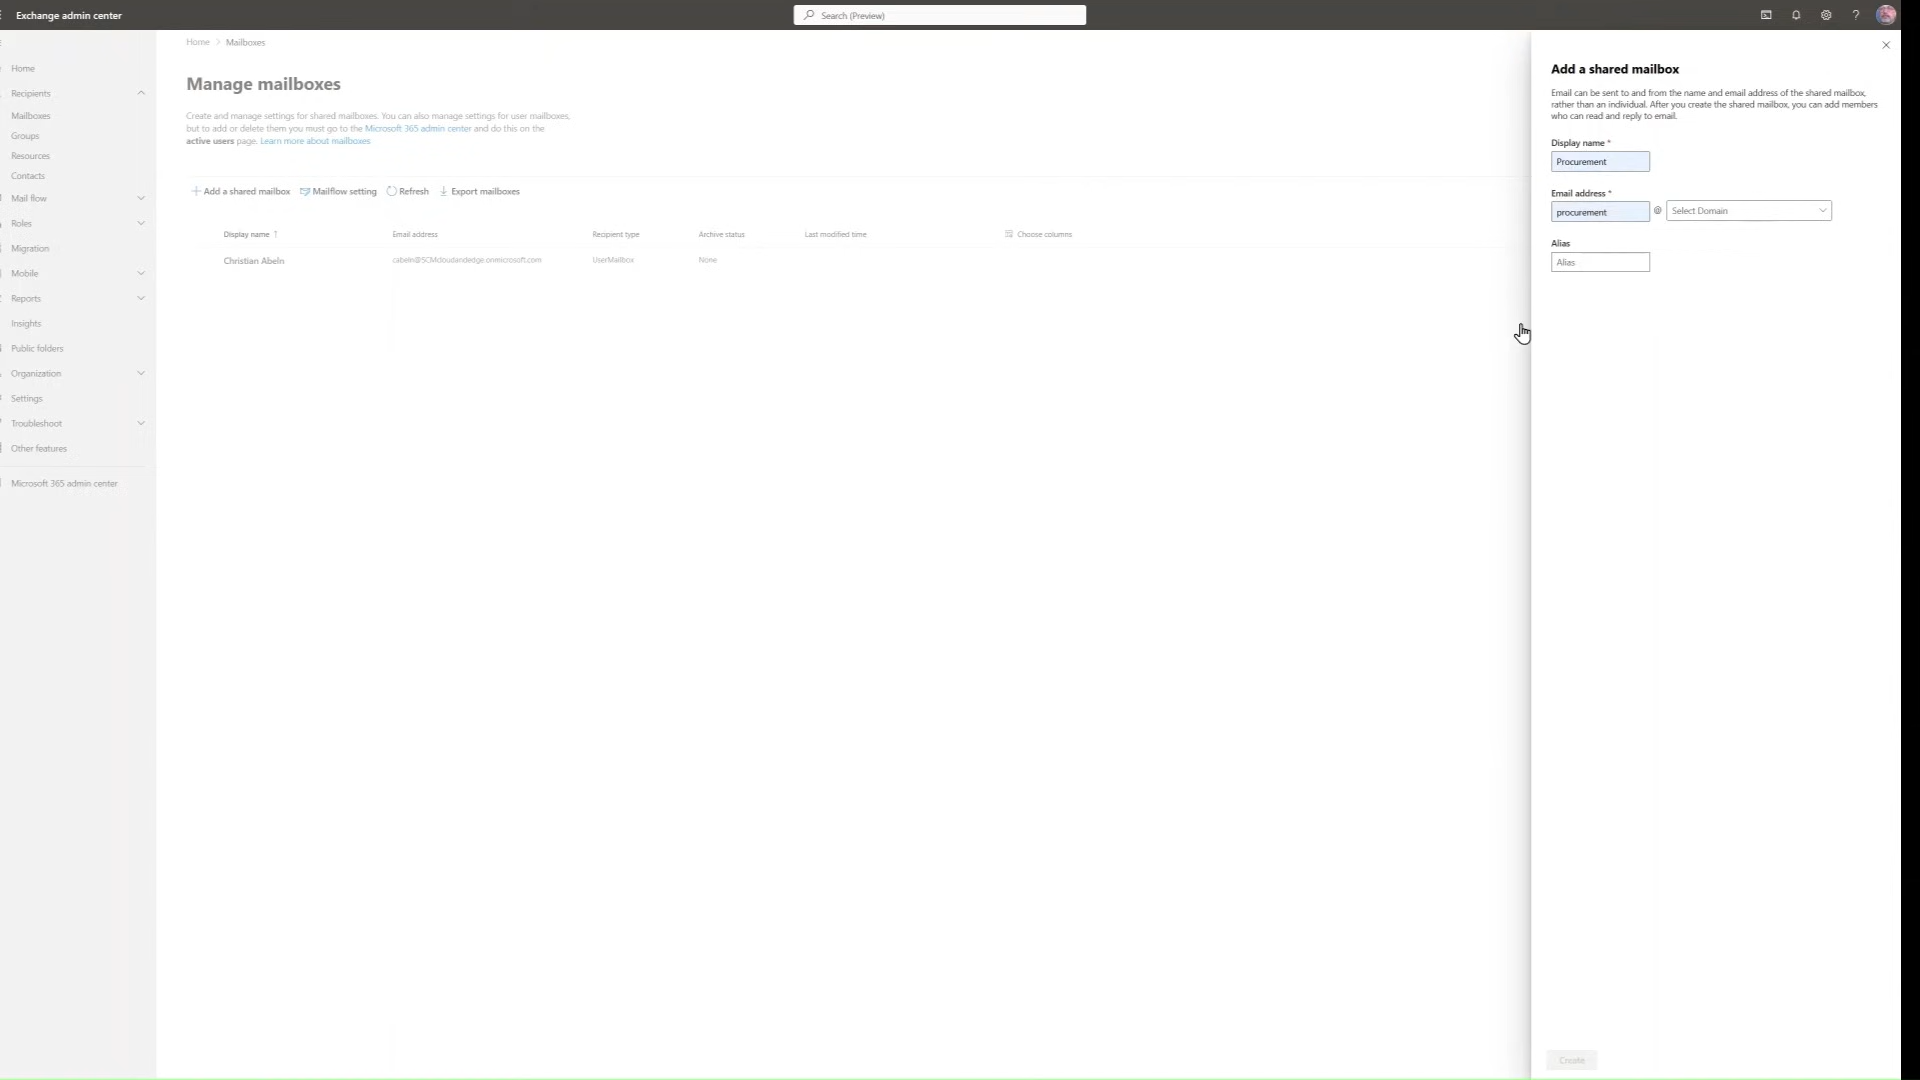 Exchange admin center
Search (Preview)
?
Home
Recipients
Mailboxes
Groups
Resources
Contacts
Mail flow
Roles
Migration
Mobile
Reports
Insights
Public folders
Organization
Settings
Troubleshoot
Other features
Microsoft 365 admin center
Home > Mailboxes
Manage mailboxes
Create and manage settings for shared mailboxes. You can also manage settings for user mailboxes,
but to add or delete them you must go to the Microsoft 365 admin center and do this on the
active users page. Learn more about mailboxes
Add a shared mailbox Mailflow setting Refresh Export mailboxes
Display name ↑ Email address Recipient type Archive status Last modified time Choose columns
Christian Abeln cabeln@SCMcloudandedge.onmicrosoft.com UserMailbox None
Add a shared mailbox
Email can be sent to and from the name and email address of the shared mailbox,
rather than an individual. After you create the shared mailbox, you can add members
who can read and reply to email.
Display name *
Procurement
Email address *
procurement @ Select Domain
Alias
Alias
Create